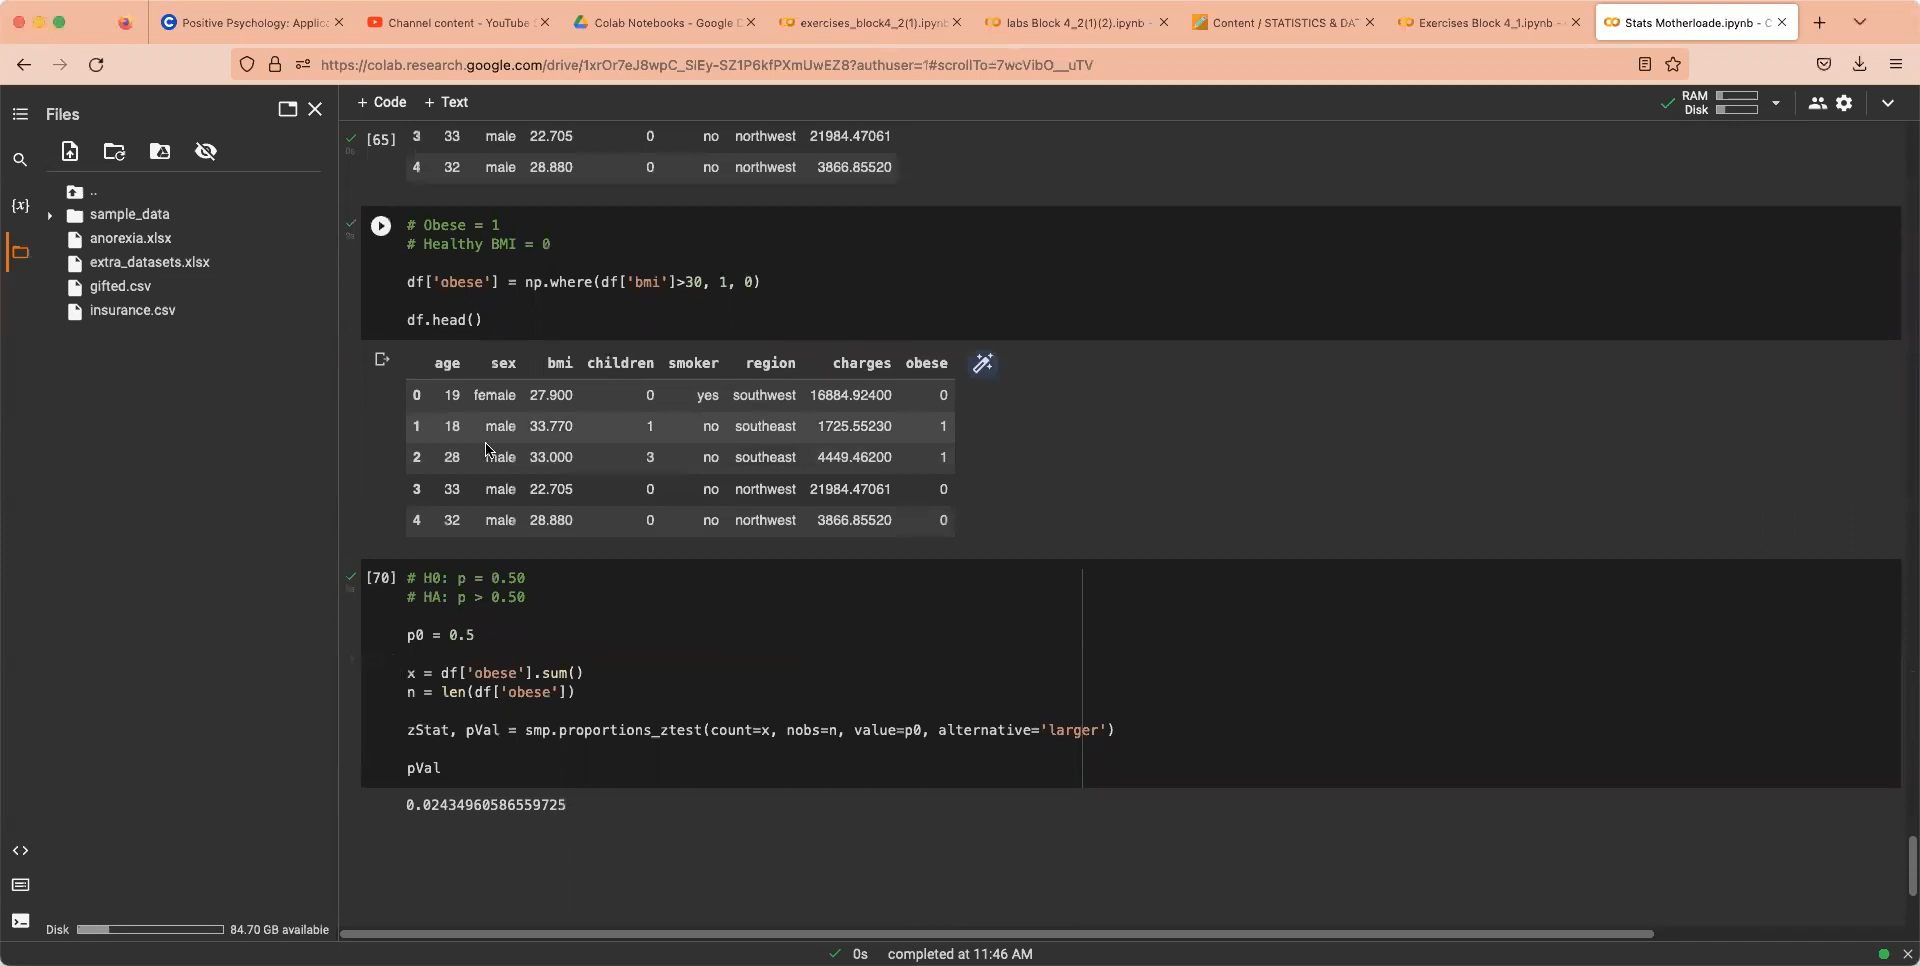 Positive Psychology: Applic
Channel content - YouTube
Colab Notebooks - Google D
exercises_block4_2(1).ipynb
labs Block 4_2(1)(2).ipynb -
Content / STATISTICS & DAT
Exercises Block 4_1.ipynb -
Stats Motherloade.ipynb - C
https://colab.research.google.com/drive/1xrOr7eJ8wpC_SiEy-SZ1P6kfPXmUwEZ8?authuser=1#scrollTo=7wcVibO__uTV
Files
+ Code + Text
RAM
Disk
{x}
..
sample_data
anorexia.xlsx
extra_datasets.xlsx
gifted.csv
insurance.csv
[65] 3 33 male 22.705 0 no northwest 21984.47061
4 32 male 28.880 0 no northwest 3866.85520
# Obese = 1
# Healthy BMI = 0
df['obese'] = np.where(df['bmi']>30, 1, 0)
df.head()
age sex bmi children smoker region charges obese
0 19 female 27.900 0 yes southwest 16884.92400 0
1 18 male 33.770 1 no southeast 1725.55230 1
2 28 male 33.000 3 no southeast 4449.46200 1
3 33 male 22.705 0 no northwest 21984.47061 0
4 32 male 28.880 0 no northwest 3866.85520 0
[70] # H0: p = 0.50
# HA: p > 0.50
p0 = 0.5
x = df['obese'].sum()
n = len(df['obese'])
zStat, pVal = smp.proportions_ztest(count=x, nobs=n, value=p0, alternative='larger')
pVal
0.02434960586559725
Disk 84.70 GB available
0s completed at 11:46 AM